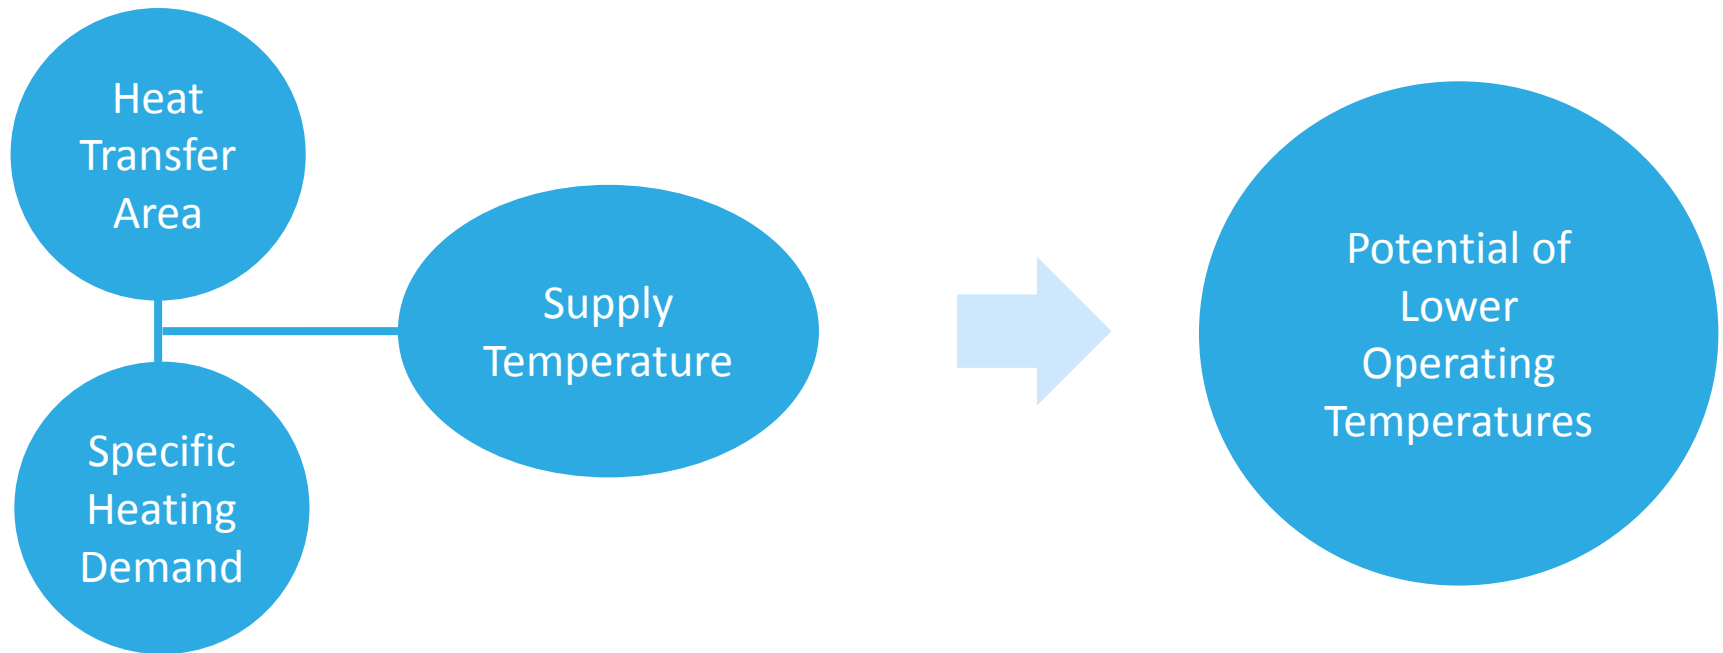 Heat
Transfer
Area
Specific
Heating
Demand
Supply
Temperature
Potential of
Lower
Operating
Temperatures